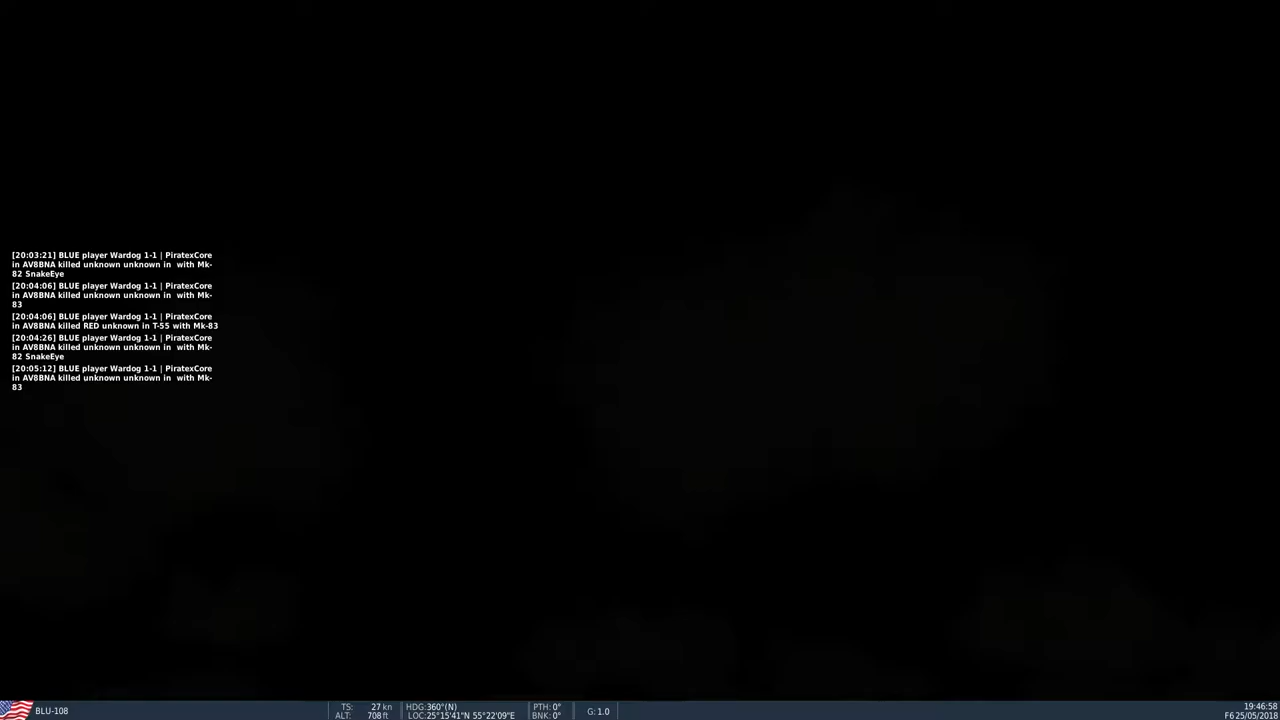 [20:03:21] BLUE player Wardog 1-1 | PiratexCore
in AV8BNA killed unknown unknown in  with Mk-
82 SnakeEye
[20:04:06] BLUE player Wardog 1-1 | PiratexCore
in AV8BNA killed unknown unknown in  with Mk-
83
[20:04:06] BLUE player Wardog 1-1 | PiratexCore
in AV8BNA killed RED unknown in T-55 with Mk-83
[20:04:26] BLUE player Wardog 1-1 | PiratexCore
in AV8BNA killed unknown unknown in  with Mk-
82 SnakeEye
[20:05:12] BLUE player Wardog 1-1 | PiratexCore
in AV8BNA killed unknown unknown in  with Mk-
83
BLU-108
TS: 27 kn HDG:360°(N) PTH: 0° G: 1.0 19:46:58
ALT: 708 ft LOC:25°15'41"N 55°22'09"E BNK: 0° F6 25/05/2018